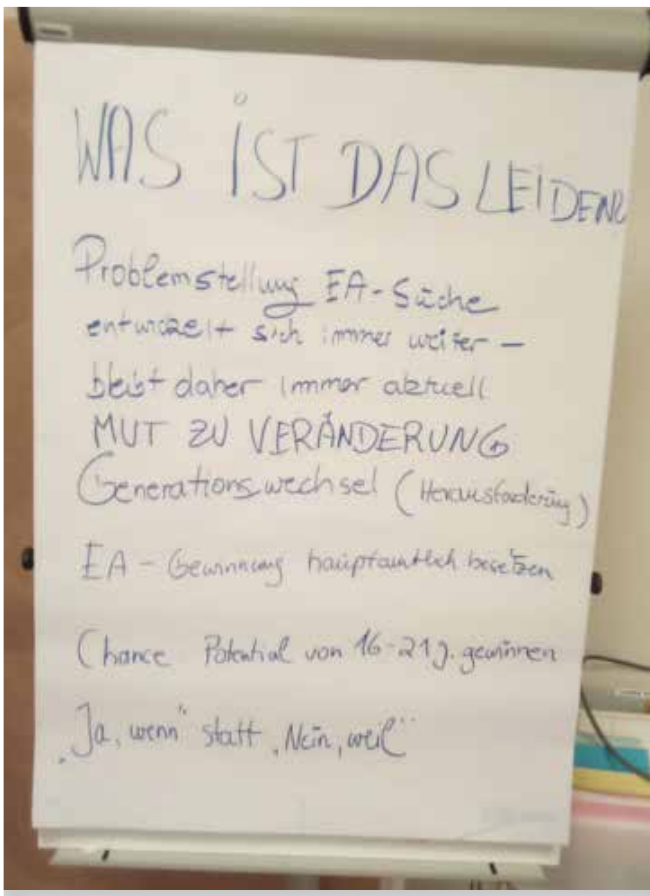 WAS IST DAS LEIDEN
Problemstellung EA-Suche
entwickelt sich immer weiter –
bleibt daher immer aktuell
MUT ZU VERÄNDERUNG
Generationswechsel (Herausforderung)
EA - Gewinnung hauptamtlich besetzen
Chance Potential von 16-21 J. gewinnen
„Ja, wenn" statt „Nein, weil"